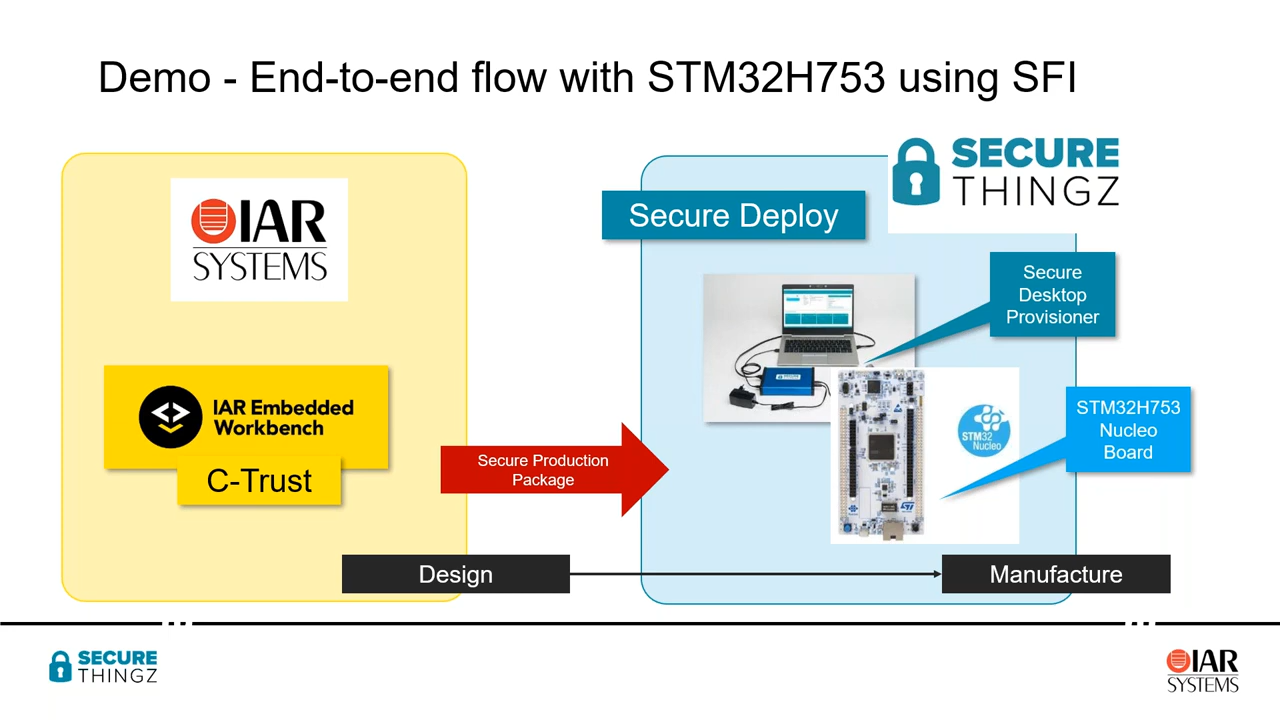 Demo - End-to-end flow with STM32H753 using SFI
IAR
SYSTEMS
IAR Embedded
Workbench
C-Trust
Secure Production
Package
SECURE
THINGZ
Secure Deploy
Secure
Desktop
Provisioner
STM32
Nucleo
STM32H753
Nucleo
Board
Design
Manufacture
SECURE
THINGZ
IAR
SYSTEMS